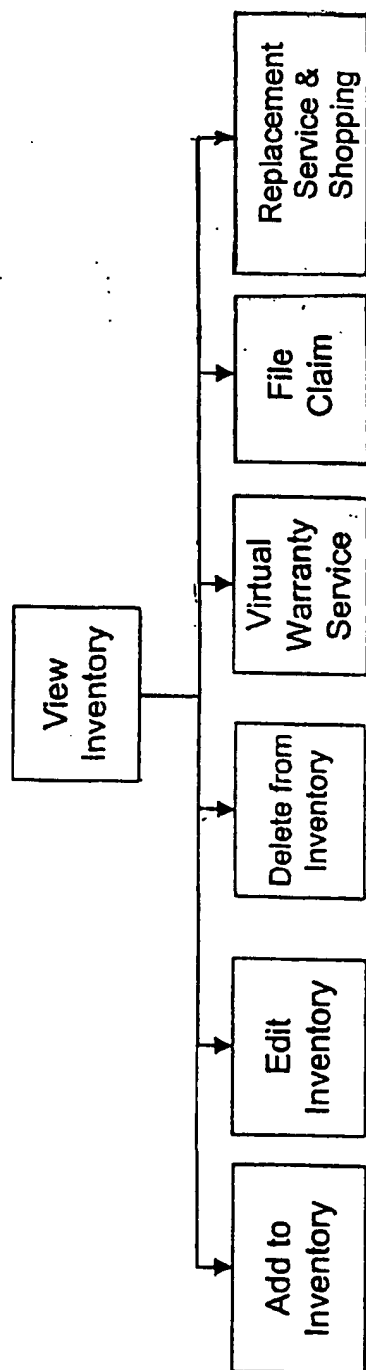 View
Inventory
Add to
Inventory
Edit
Inventory
Delete from
Inventory
Virtual
Warranty
Service
File
Claim
Replacement
Service &
Shopping